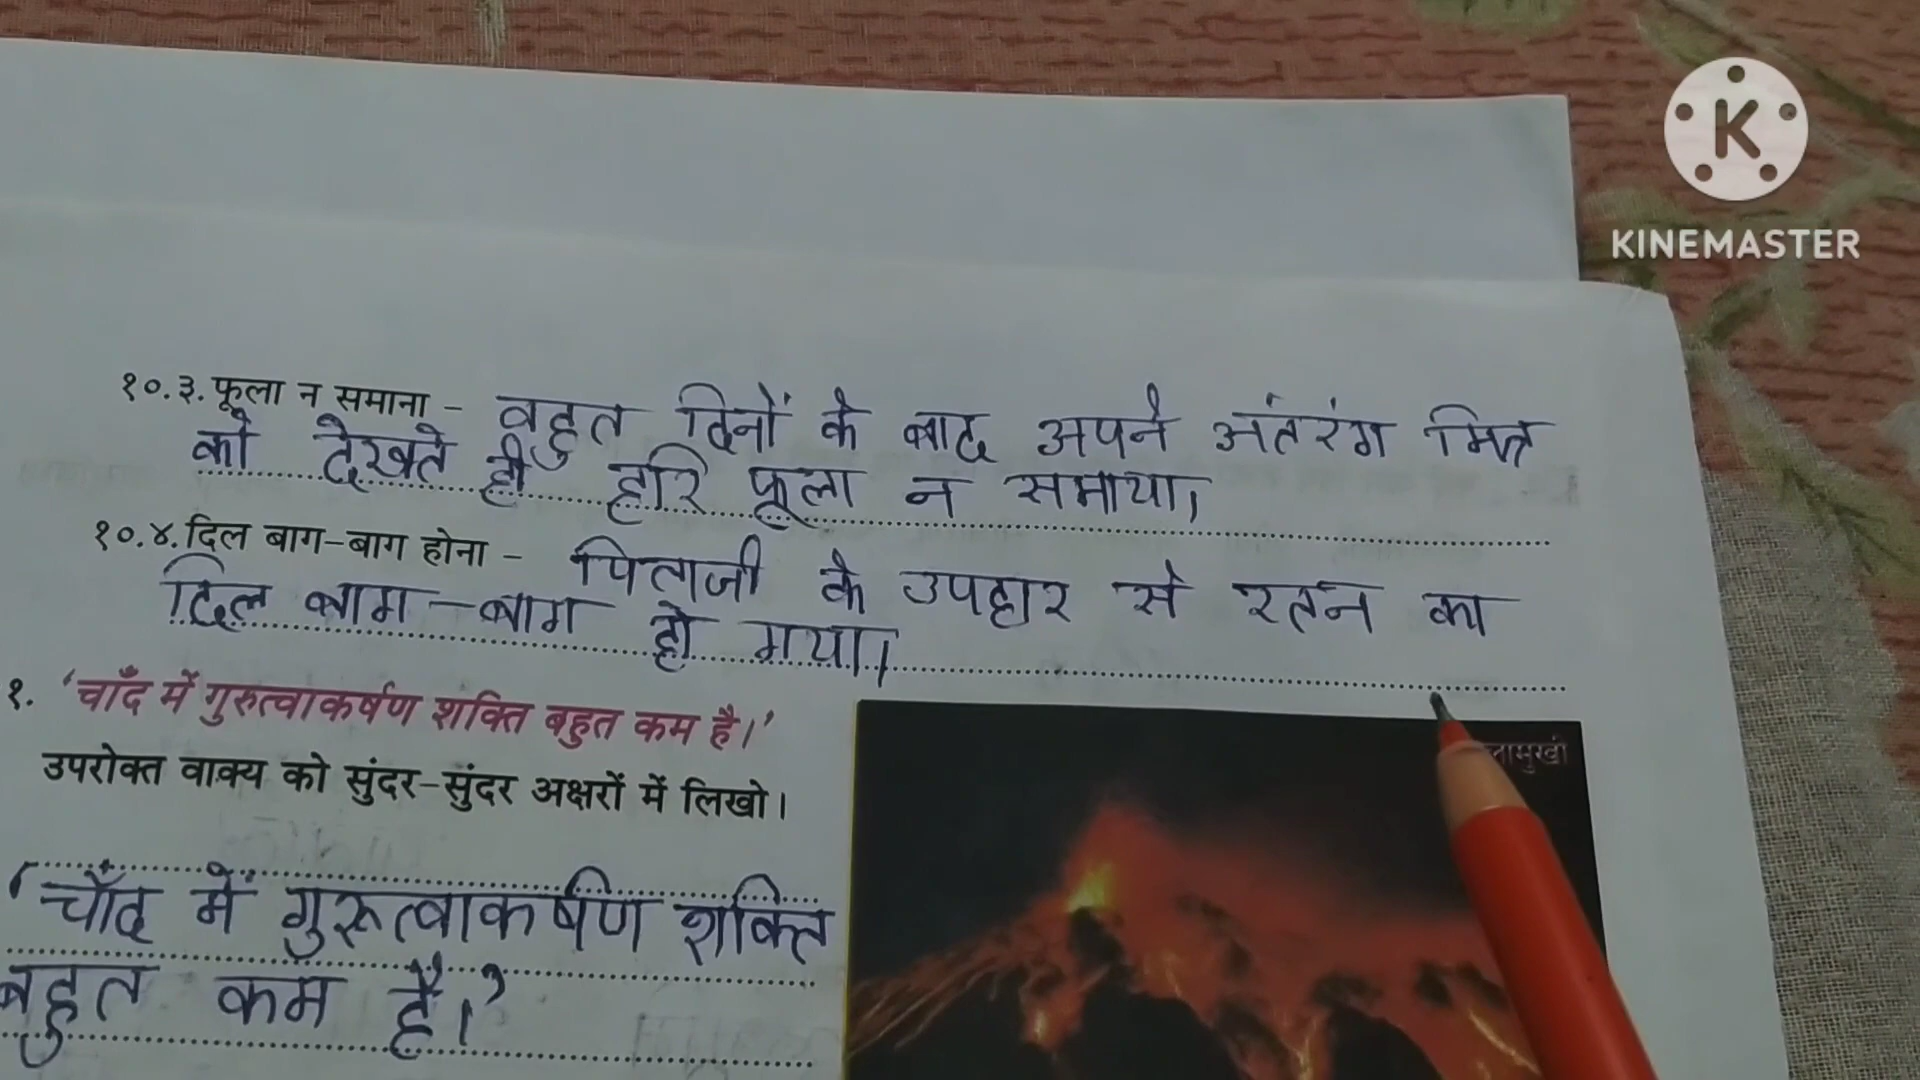 KINEMASTER
१०.३. फूला न समाना - बहुत दिनों के बाद अपने अंतरंग मित्र
को देखते ही हरि फूला न समाया।
१०.४. दिल बाग-बाग होना - पिताजी के उपहार से रतन का
दिल बाग-बाग हो गया।
१. 'चाँद में गुरुत्वाकर्षण शक्ति बहुत कम है।'
उपरोक्त वाक्य को सुंदर-सुंदर अक्षरों में लिखो।
'चाँद में गुरुत्वाकर्षण शक्ति
बहुत कम है।'